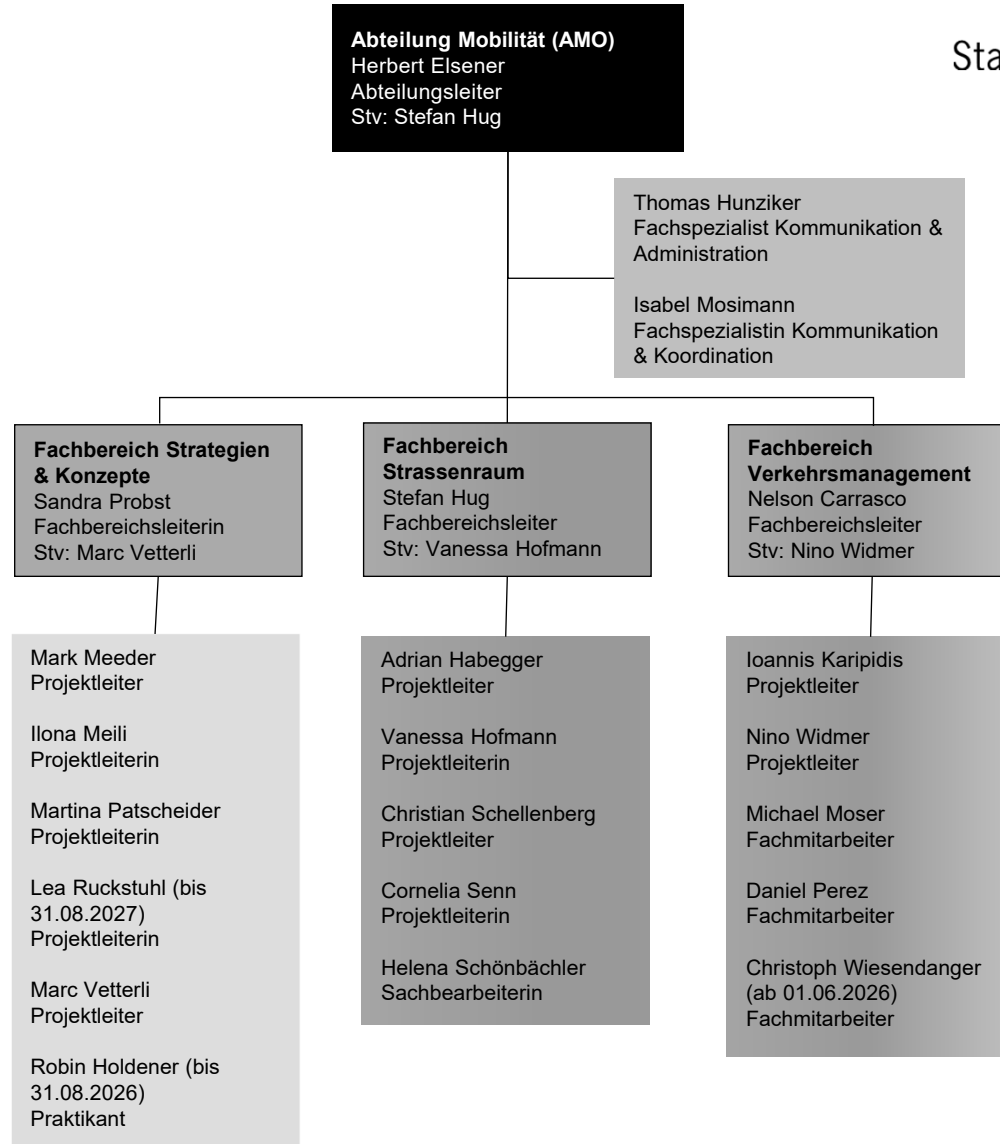 Abteilung Mobilität (AMO)
Herbert Elsener
Abteilungsleiter
Stv: Stefan Hug
Sta
Thomas Hunziker
Fachspezialist Kommunikation &
Administration
Isabel Mosimann
Fachspezialistin Kommunikation
& Koordination
Fachbereich Strategien
& Konzepte
Sandra Probst
Fachbereichsleiterin
Stv: Marc Vetterli
Fachbereich
Strassenraum
Stefan Hug
Fachbereichsleiter
Stv: Vanessa Hofmann
Fachbereich
Verkehrsmanagement
Nelson Carrasco
Fachbereichsleiter
Stv: Nino Widmer
Mark Meeder
Projektleiter
Ilona Meili
Projektleiterin
Martina Patscheider
Projektleiterin
Lea Ruckstuhl (bis
31.08.2027)
Projektleiterin
Marc Vetterli
Projektleiter
Robin Holdener (bis
31.08.2026)
Praktikant
Adrian Habegger
Projektleiter
Vanessa Hofmann
Projektleiterin
Christian Schellenberg
Projektleiter
Cornelia Senn
Projektleiterin
Helena Schönbächler
Sachbearbeiterin
Ioannis Karipidis
Projektleiter
Nino Widmer
Projektleiter
Michael Moser
Fachmitarbeiter
Daniel Perez
Fachmitarbeiter
Christoph Wiesendanger
(ab 01.06.2026)
Fachmitarbeiter